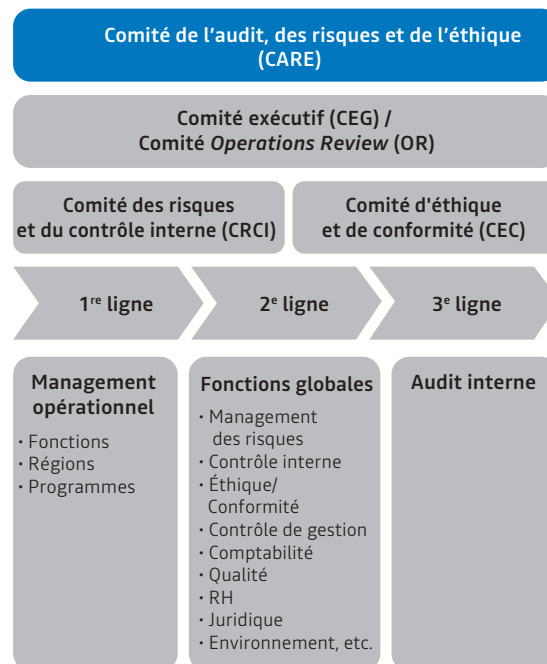 Comité de l'audit, des risques et de l'éthique
(CARE)
Comité exécutif (CEG) /
Comité Operations Review (OR)
Comité des risques
et du contrôle interne (CRCI)
Comité d'éthique
et de conformité (CEC)
1re ligne
2e ligne
3e ligne
Management
opérationnel
· Fonctions
· Régions
· Programmes
Fonctions globales
· Management
des risques
· Contrôle interne
· Éthique/
Conformité
· Contrôle de gestion
· Comptabilité
· Qualité
· RH
· Juridique
· Environnement, etc.
Audit interne